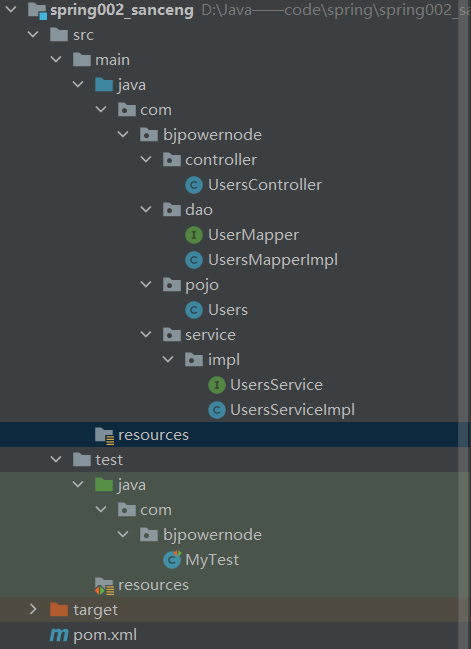 spring002_sanceng D:\Java——code\spring\spring002_sa
src
main
java
com
bjpowernode
controller
UsersController
dao
UserMapper
UsersMapperImpl
pojo
Users
service
impl
UsersService
UsersServiceImpl
resources
test
java
com
bjpowernode
MyTest
resources
target
pom.xml